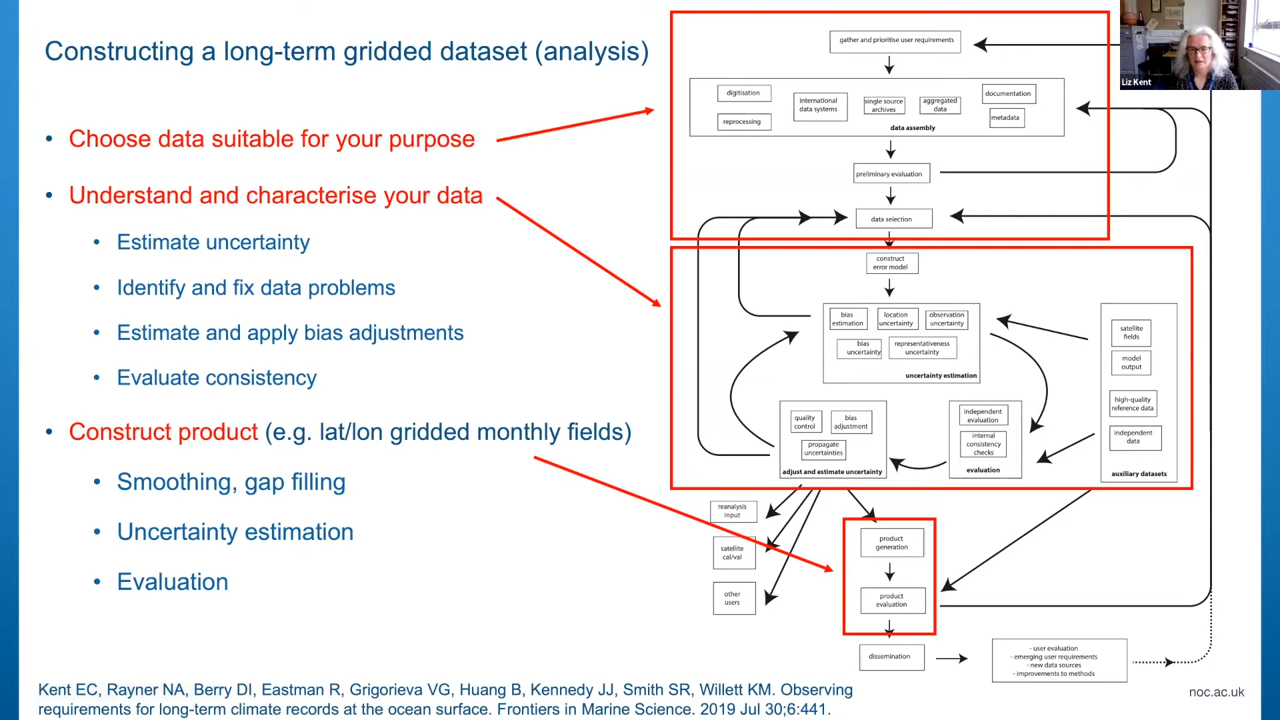 Constructing a long-term gridded dataset (analysis)
• Choose data suitable for your purpose
• Understand and characterise your data
• Estimate uncertainty
• Identify and fix data problems
• Estimate and apply bias adjustments
• Evaluate consistency
• Construct product (e.g. lat/lon gridded monthly fields)
• Smoothing, gap filling
• Uncertainty estimation
• Evaluation
Kent EC, Rayner NA, Berry DI, Eastman R, Grigorieva VG, Huang B, Kennedy JJ, Smith SR, Willett KM. Observing
requirements for long-term climate records at the ocean surface. Frontiers in Marine Science. 2019 Jul 30;6:441.
gather and prioritise user requirements
digitisation
reprocessing
international
data systems
single source
archives
aggregated
data
documentation
metadata
data assembly
preliminary evaluation
data selection
construct
error model
bias
estimation
location
uncertainty
observation
uncertainty
bias
uncertainty
representativeness
uncertainty
uncertainty estimation
satellite
fields
model
output
high-quality
reference data
independent
data
auxiliary datasets
quality
control
bias
adjustment
propagate
uncertainties
adjust and estimate uncertainty
independent
evaluation
internal
consistency
checks
evaluation
reanalysis
input
satellite
cal/val
other
users
product
generation
product
evaluation
dissemination
- user evaluation
- emerging user requirements
- new data sources
- improvements to methods
Liz Kent
noc.ac.uk